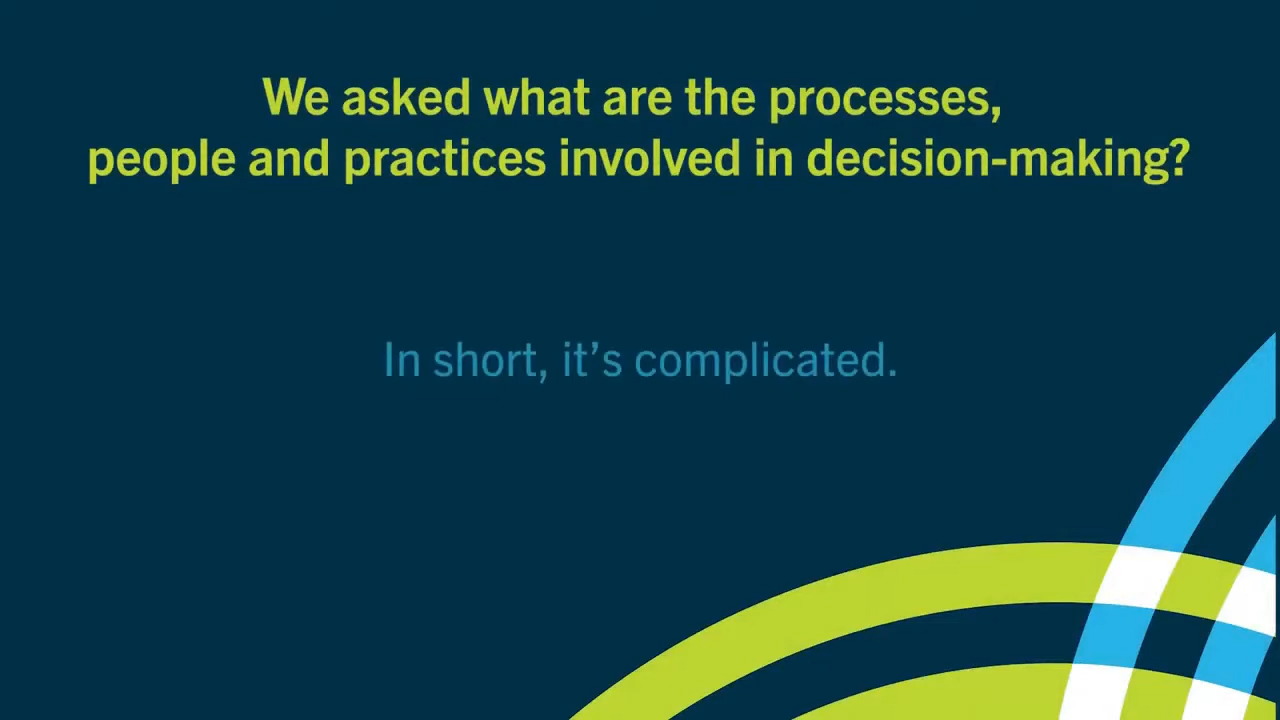 We asked what are the processes,
people and practices involved in decision-making?
In short, it’s complicated.